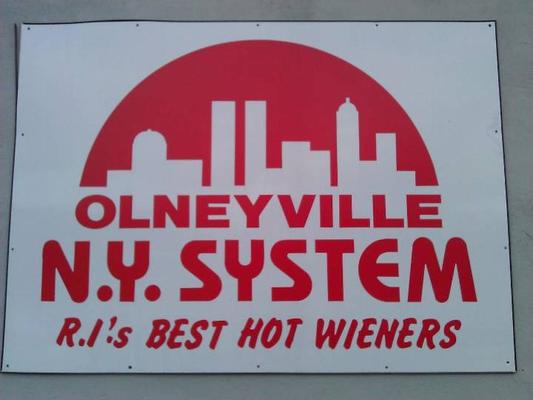 OLNEYVILLE
N.Y. SYSTEM
R.I.'s BEST HOT WIENERS